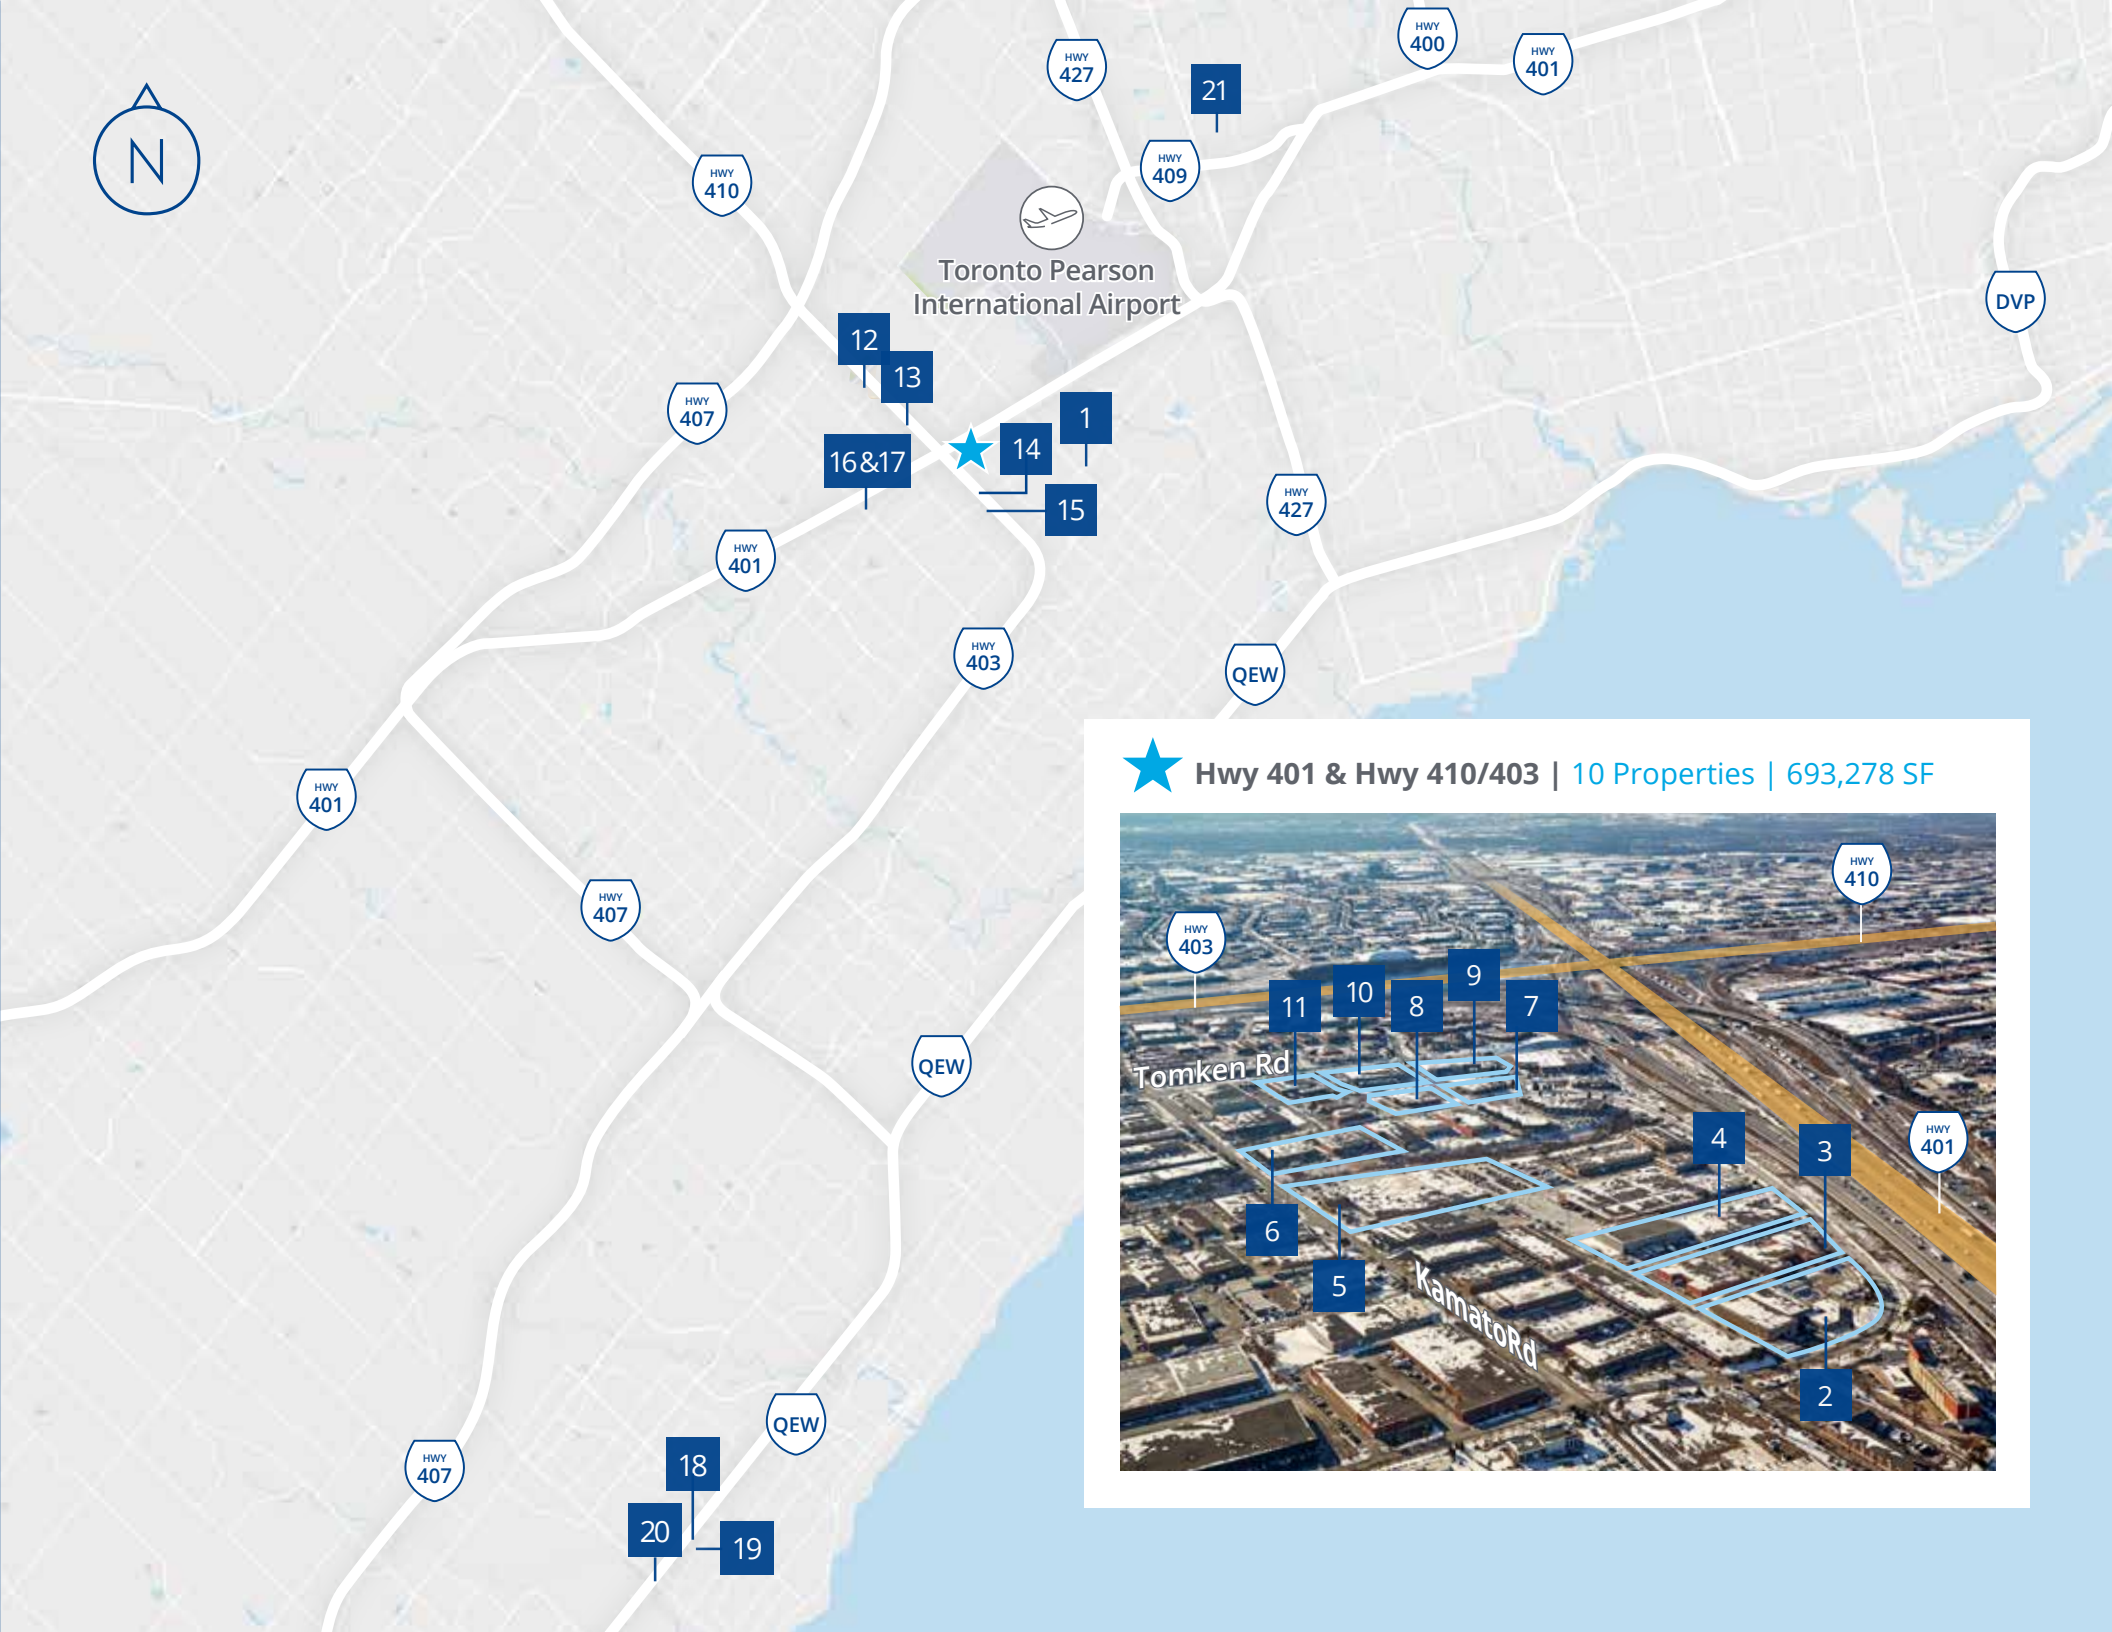 HWY
400
HWY
401
HWY
427
21
N
HWY
409
HWY
410
Toronto Pearson
International Airport
DVP
12
13
HWY
407
1
16&17
14
15
HWY
427
HWY
401
HWY
403
QEW
Hwy 401 & Hwy 410/403 | 10 Properties | 693,278 SF
HWY
401
HWY
407
HWY
410
HWY
403
9
10
11
8
7
Tomken Rd
QEW
4
3
HWY
401
6
5
KamatoRd
2
QEW
HWY
407
18
20
19